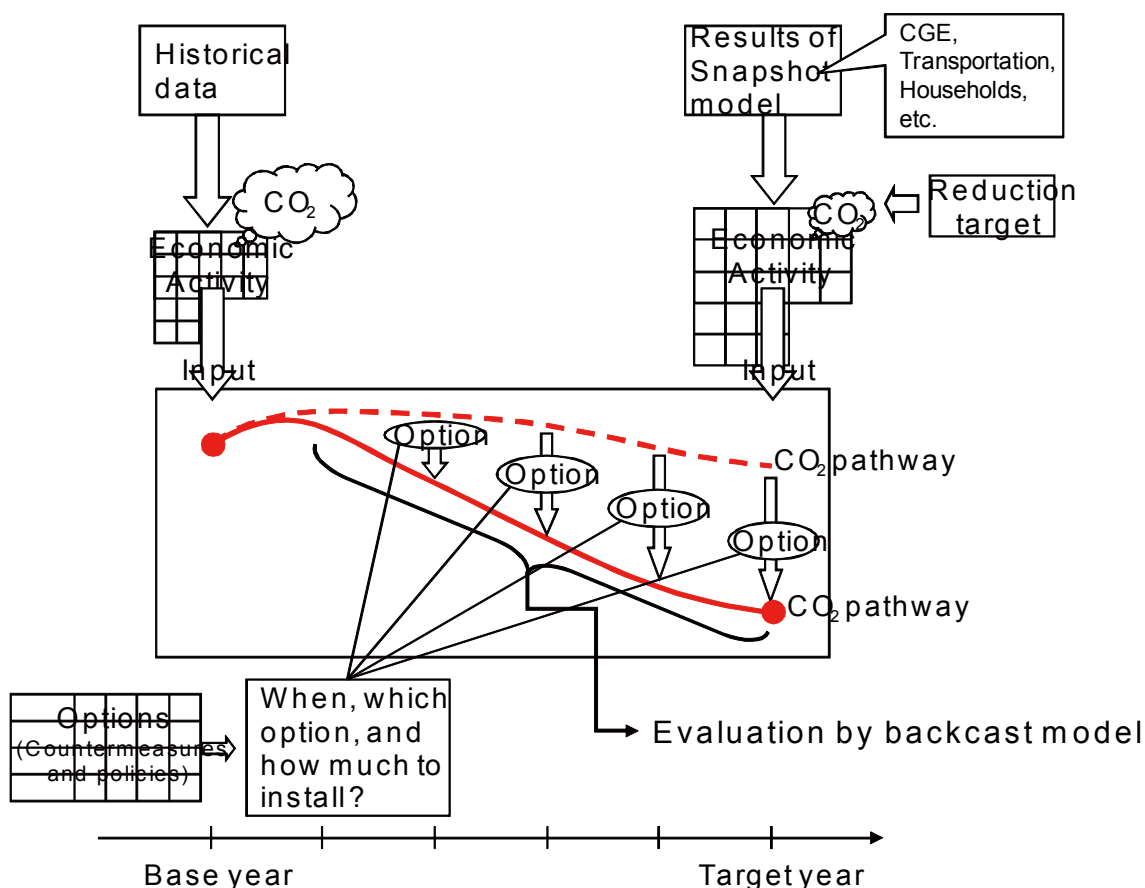 Historical
data
Results of
Snapshot
model
CGE,
Transportation,
Households,
etc.
CO₂
Economic
Activity
Input
CO₂
Economic
Activity
Input
Reduction
target
Option
Option
Option
Option
CO₂ pathway
CO₂ pathway
Options
(Countermeasures
and policies)
When, which
option, and
how much to
install?
Evaluation by backcast model
Base year
Target year